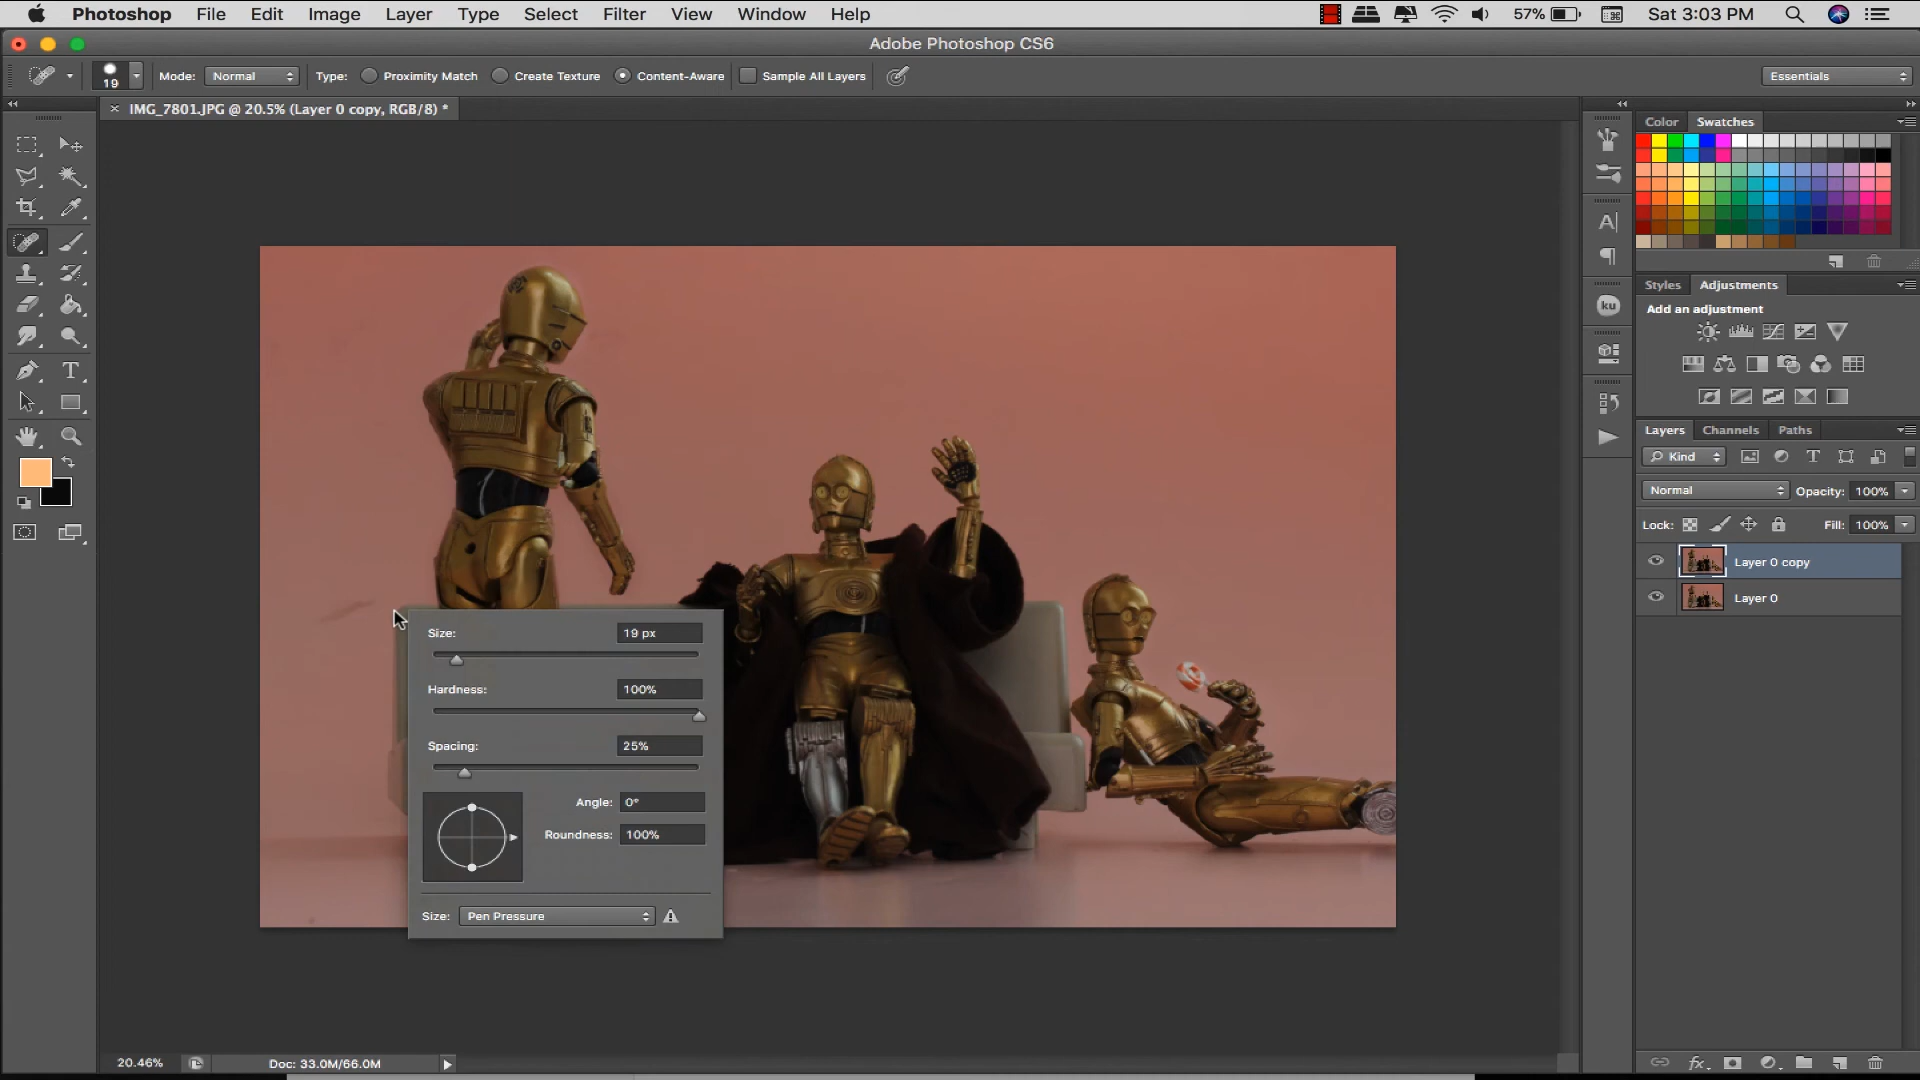 Photoshop File Edit Image Layer Type Select Filter View Window Help 57% Sat 3:03 PM
Adobe Photoshop CS6
19 Mode: Normal Type: Proximity Match Create Texture Content-Aware Sample All Layers Essentials
× IMG_7801.JPG @ 20.5% (Layer 0 copy, RGB/8) *
Color Swatches
Styles Adjustments
Add an adjustment
ku
Layers Channels Paths
Kind
Normal Opacity: 100%
Lock: Fill: 100%
Layer 0 copy
Layer 0
Size: 19 px
Hardness: 100%
Spacing: 25%
Angle: 0°
Roundness: 100%
Size: Pen Pressure
20.46% Doc: 33.0M/66.0M
fx